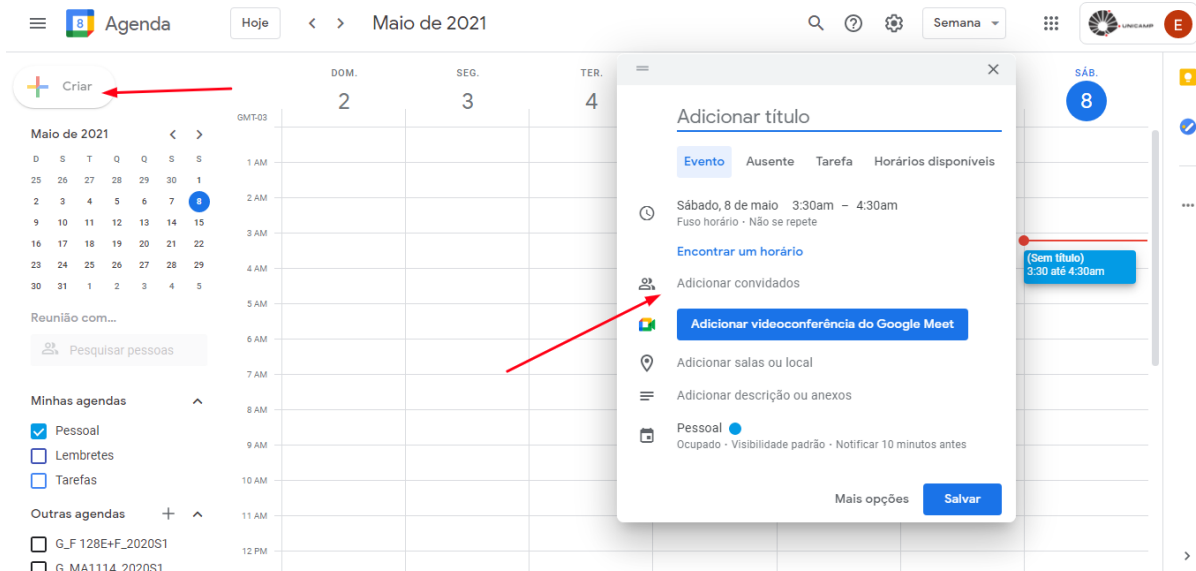 Agenda
Hoje
Maio de 2021
Semana
UNICAMP
E
Criar
Maio de 2021
D S T Q Q S S
25 26 27 28 29 30 1
2 3 4 5 6 7 8
9 10 11 12 13 14 15
16 17 18 19 20 21 22
23 24 25 26 27 28 29
30 31 1 2 3 4 5
Reunião com...
Pesquisar pessoas
Minhas agendas
Pessoal
Lembretes
Tarefas
Outras agendas
G_F 128E+F_2020S1
G_MA1114_2020S1
DOM. SEG. TER. SÁB.
2 3 4 8
GMT-03
1 AM
2 AM
3 AM
4 AM
5 AM
6 AM
7 AM
8 AM
9 AM
10 AM
11 AM
12 PM
Adicionar título
Evento Ausente Tarefa Horários disponíveis
Sábado, 8 de maio 3:30am – 4:30am
Fuso horário · Não se repete
Encontrar um horário
Adicionar convidados
Adicionar videoconferência do Google Meet
Adicionar salas ou local
Adicionar descrição ou anexos
Pessoal
Ocupado · Visibilidade padrão · Notificar 10 minutos antes
Mais opções Salvar
(Sem título)
3:30 até 4:30am